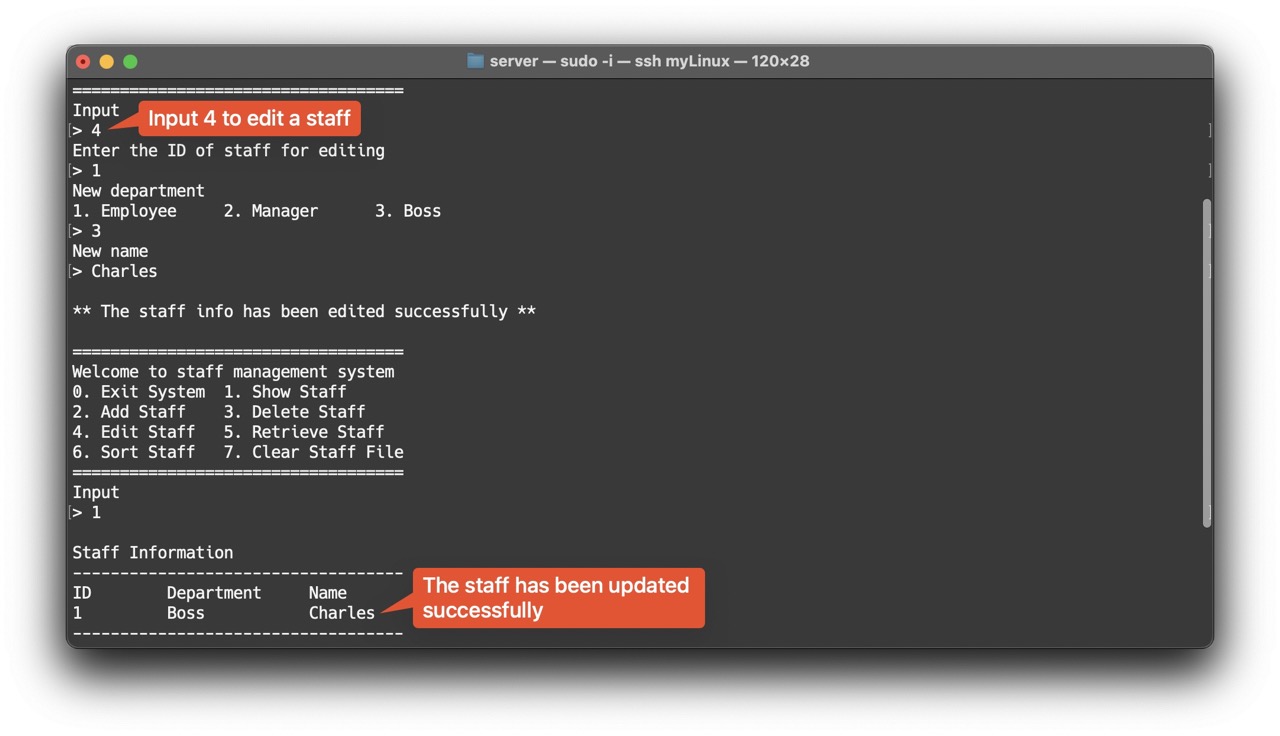 server — sudo -i — ssh myLinux — 120×28
===================================
Input
Input 4 to edit a staff
[> 4 ]
Enter the ID of staff for editing
[> 1 ]
New department
1. Employee     2. Manager      3. Boss
[> 3 ]
New name
[> Charles ]
** The staff info has been edited successfully **
===================================
Welcome to staff management system
0. Exit System  1. Show Staff
2. Add Staff    3. Delete Staff
4. Edit Staff   5. Retrieve Staff
6. Sort Staff   7. Clear Staff File
===================================
Input
[> 1 ]
Staff Information
-----------------------------------
ID        Department     Name
1         Boss           Charles
The staff has been updated
successfully
-----------------------------------